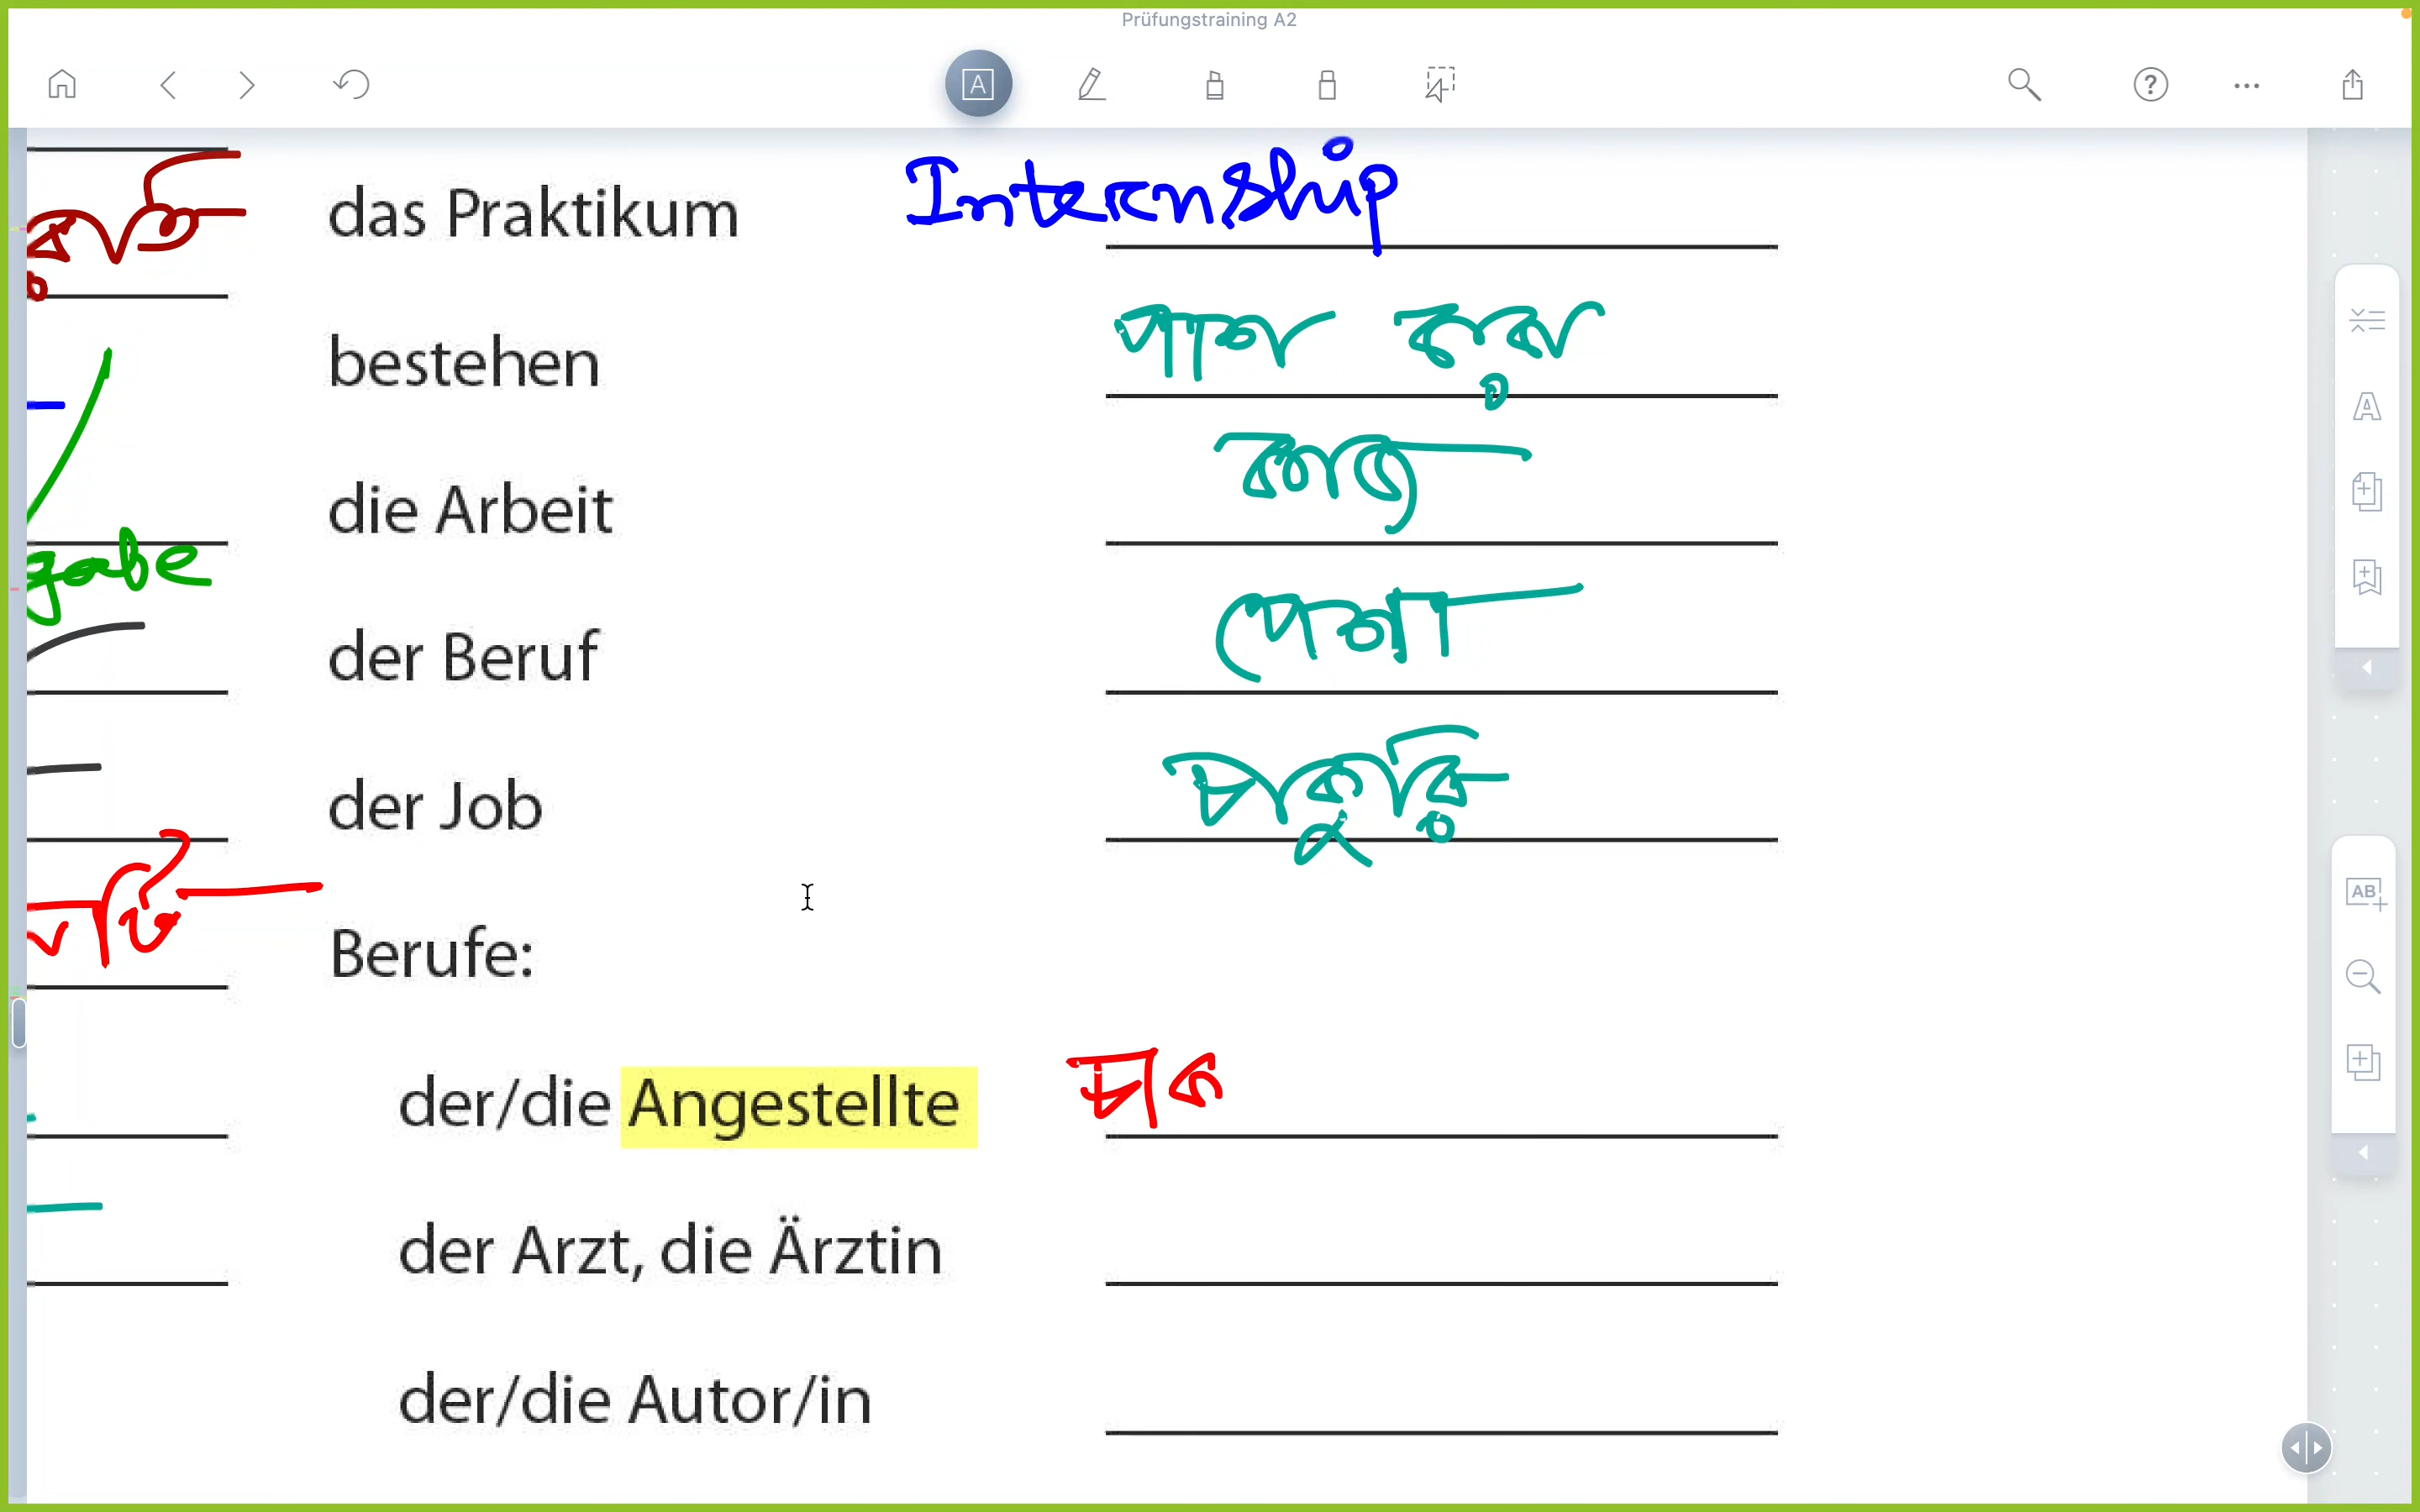 Prüfungstraining A2
das Praktikum Internship
bestehen পাশ করা
gabe
die Arbeit কাজ
der Beruf পেশা
der Job চাকুরি
Berufe:
der/die Angestellte চাক
der Arzt, die Ärztin
der/die Autor/in